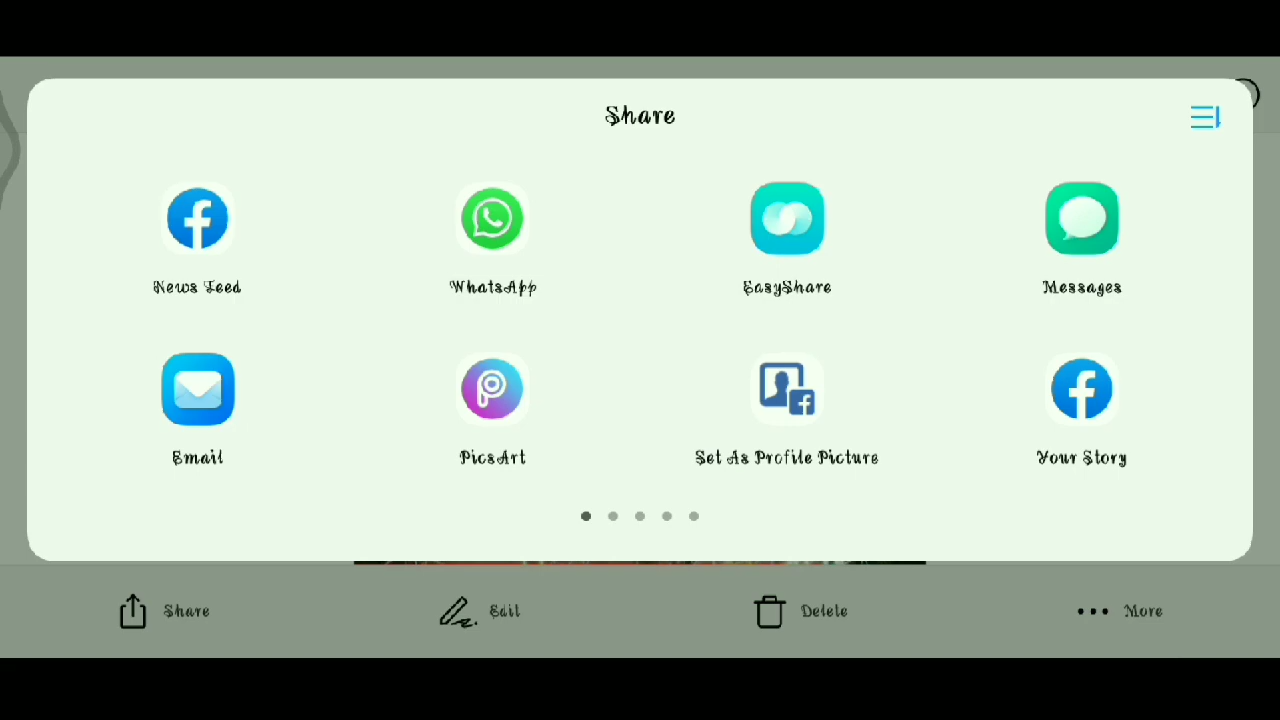 Share
News Feed
WhatsApp
EasyShare
Messages
Email
PicsArt
Set As Profile Picture
Your Story
Share
Edit
Delete
More